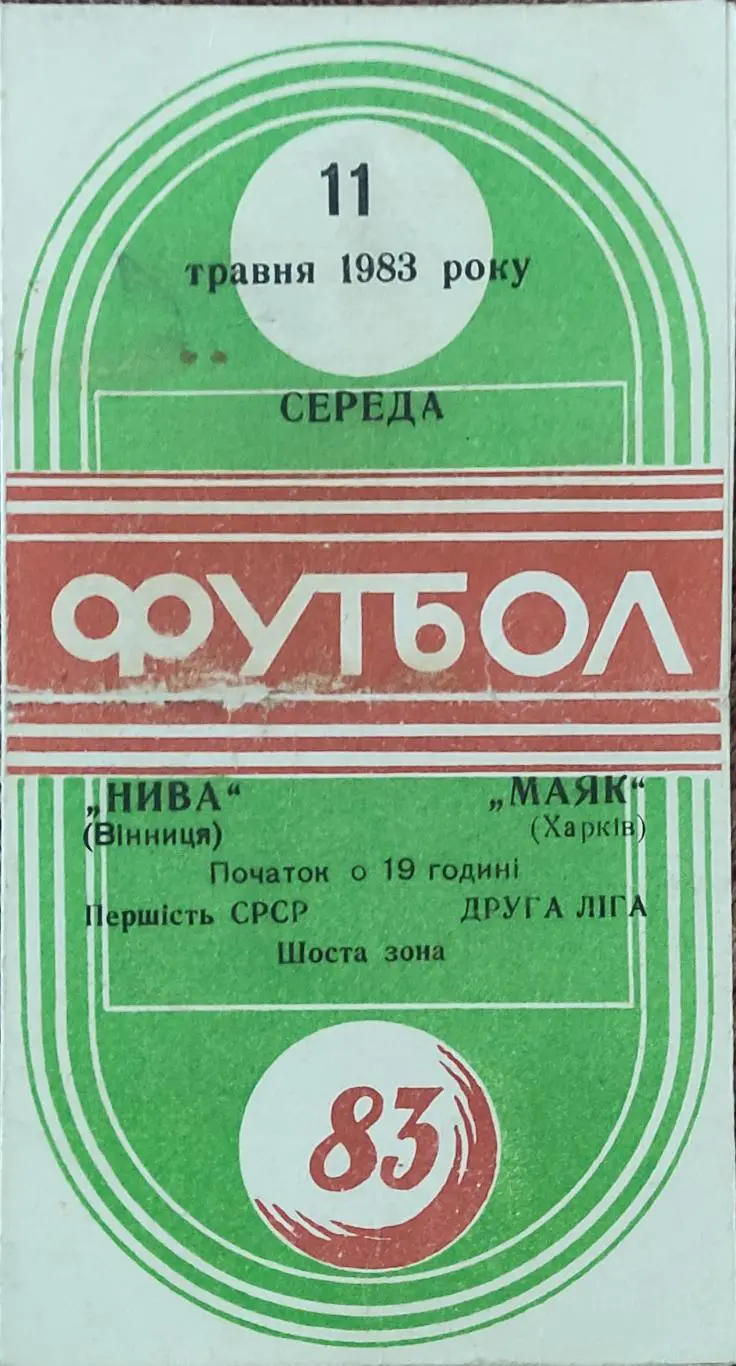 11
травня 1983 року
СЕРЕДА
ФУТБОЛ
„НИВА“ „МАЯК“
(Вінниця) (Харків)
Початок о 19 годині
Першість СРСР ДРУГА ЛІГА
Шоста зона
83